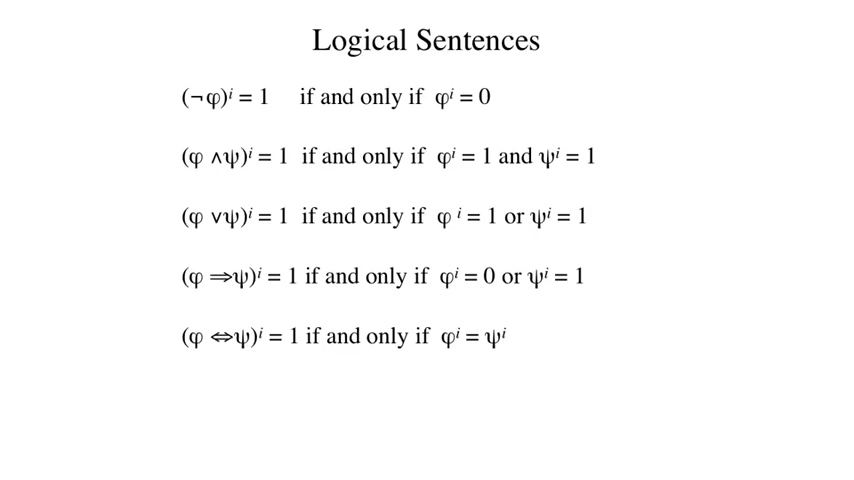 Logical Sentences
(¬φ)ⁱ = 1 if and only if φⁱ = 0
(φ ∧ψ)ⁱ = 1 if and only if φⁱ = 1 and ψⁱ = 1
(φ ∨ψ)ⁱ = 1 if and only if φ ⁱ = 1 or ψⁱ = 1
(φ ⇒ψ)ⁱ = 1 if and only if φⁱ = 0 or ψⁱ = 1
(φ ⇔ψ)ⁱ = 1 if and only if φⁱ = ψⁱ